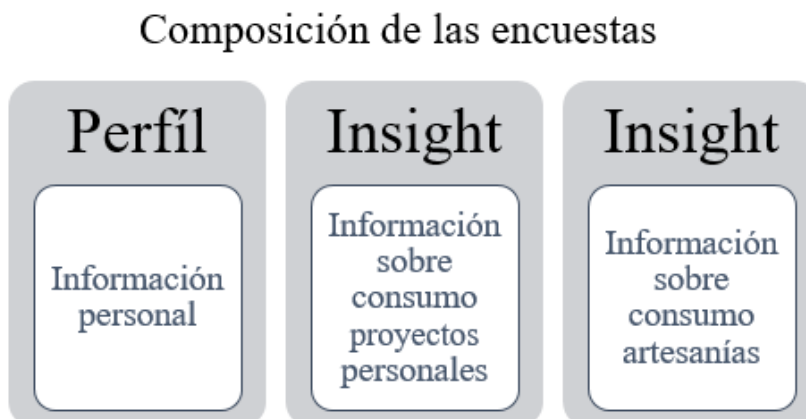 Composición de las encuestas
Perfíl
Información
personal
Insight
Información
sobre
consumo
proyectos
personales
Insight
Información
sobre
consumo
artesanías